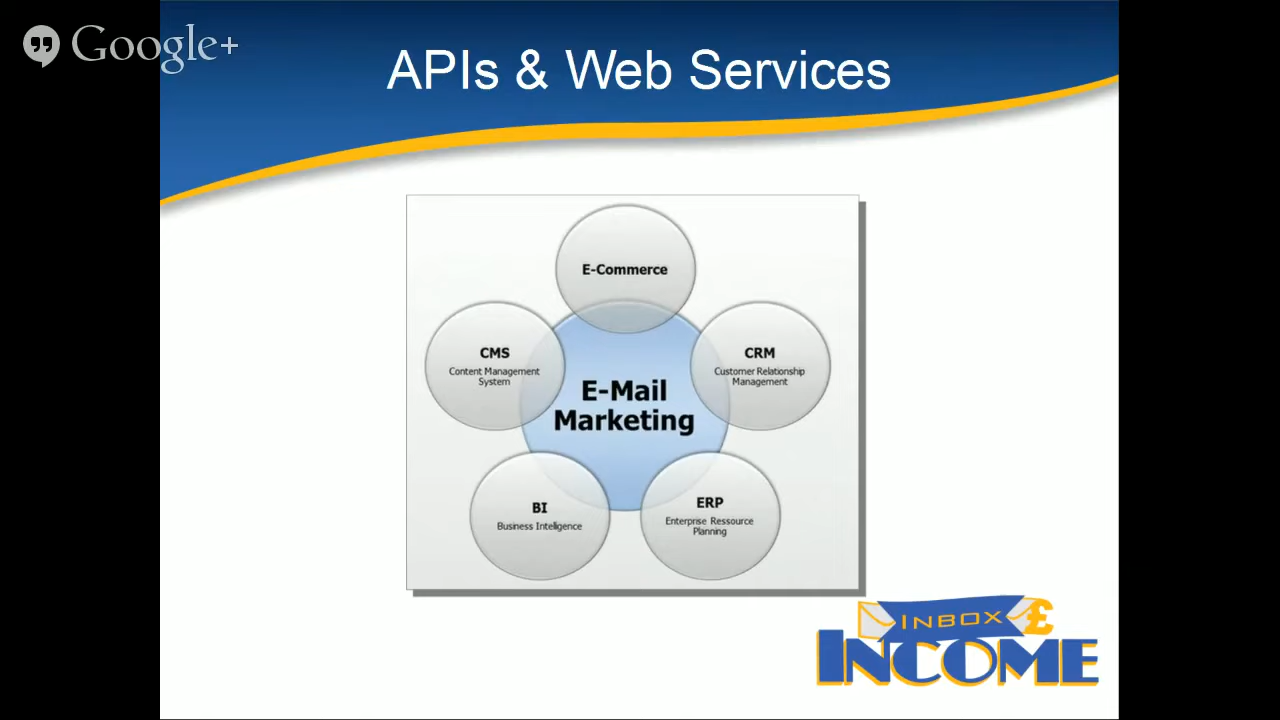 Google+
APIs & Web Services
E-Commerce
CMS
Content Management
System
CRM
Customer Relationship
Management
E-Mail
Marketing
BI
Business Intelligence
ERP
Enterprise Ressource
Planning
INBOX £
INCOME